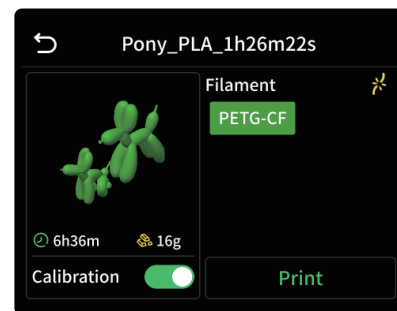 Pony_PLA_1h26m22s
Filament
PETG-CF
6h36m 16g
Calibration
Print